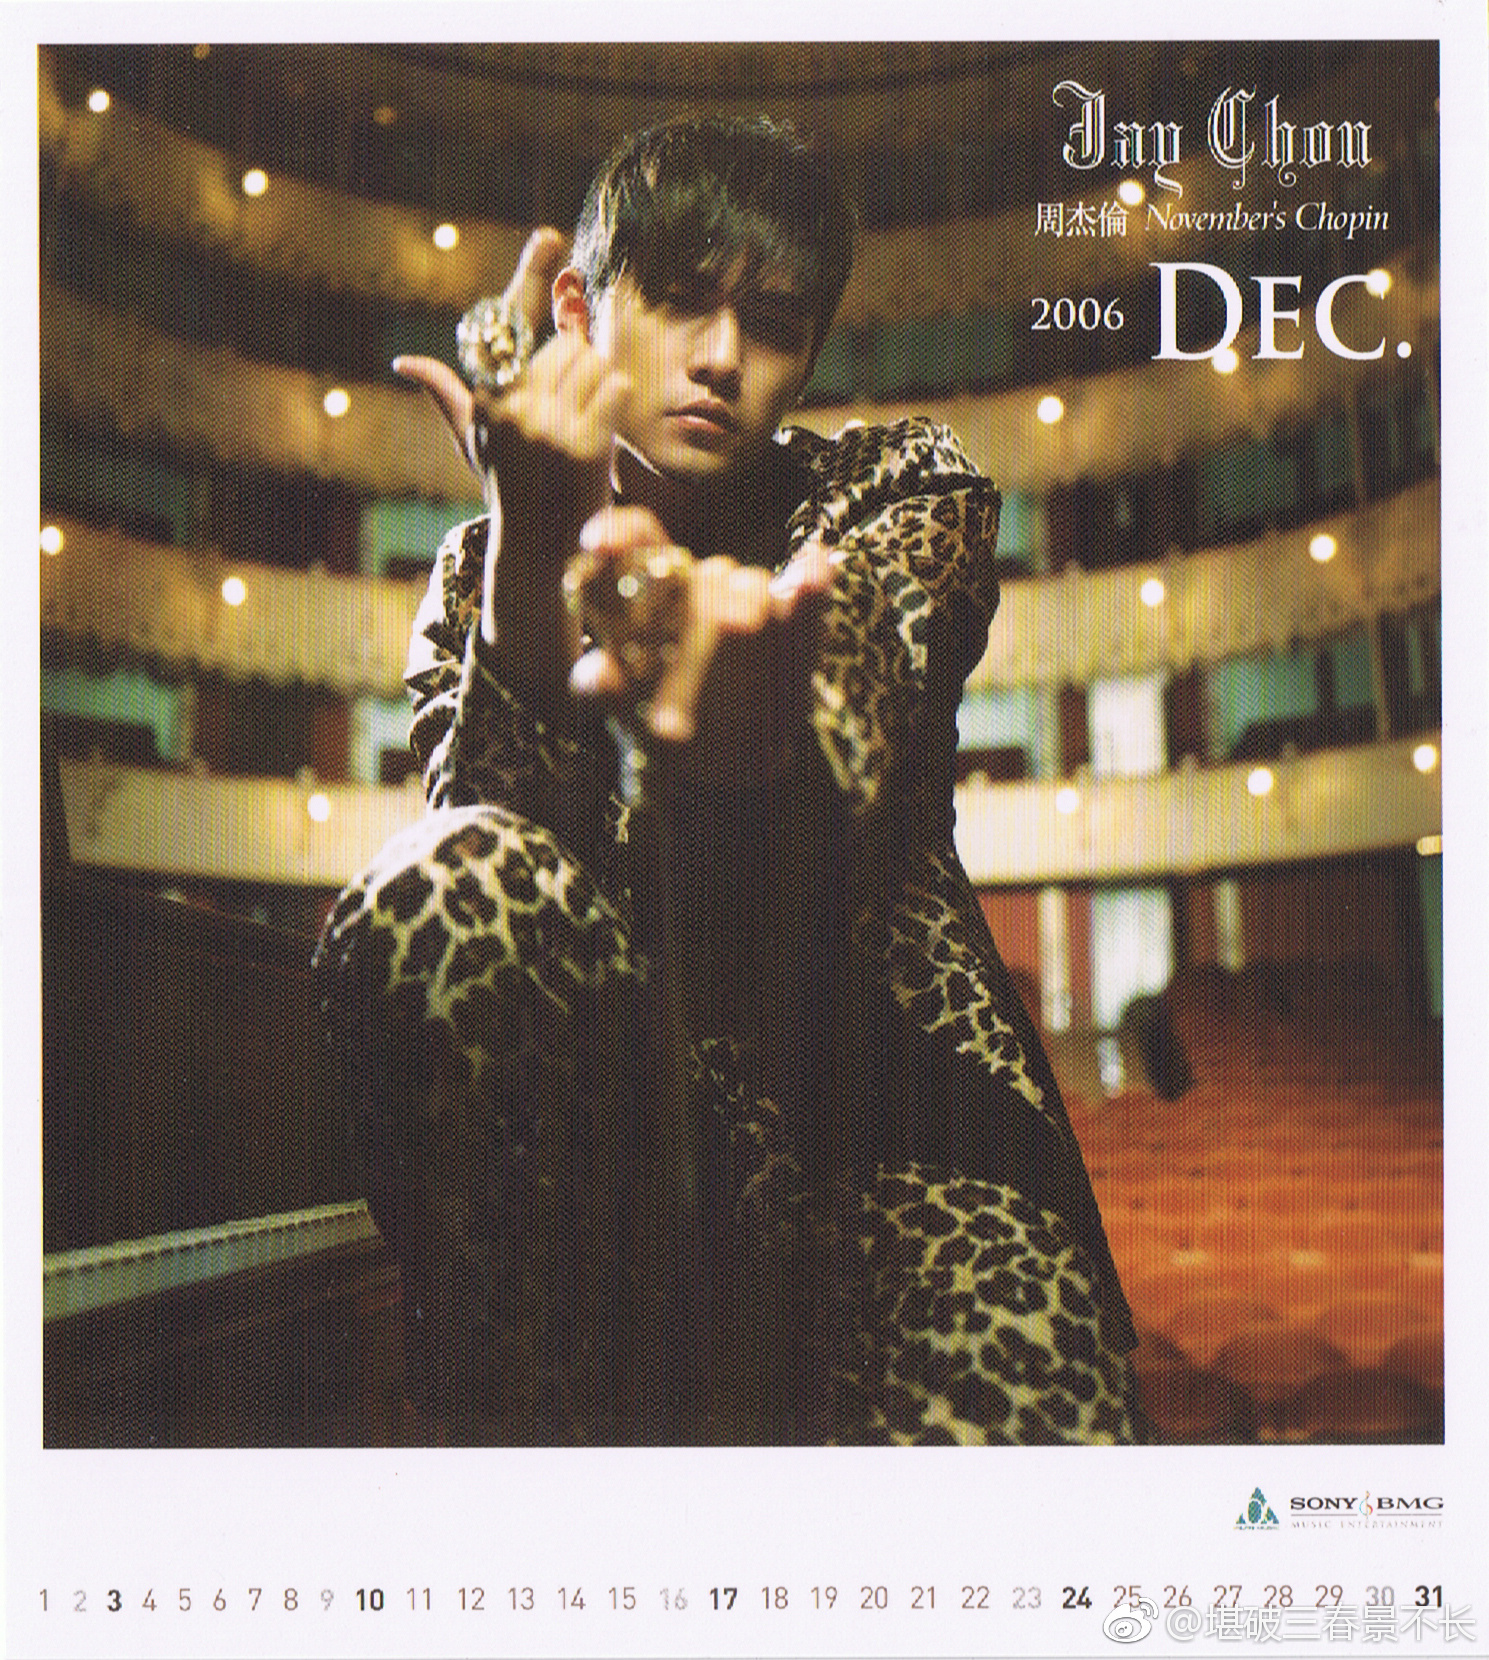 Jay Chou
周杰倫 November's Chopin
2006 DEC.
SONY BMG
MUSIC ENTERTAINMENT
1 2 3 4 5 6 7 8 9 10 11 12 13 14 15 16 17 18 19 20 21 22 23 24 25 26 27 28 29 30 31
@堪破三春景不长